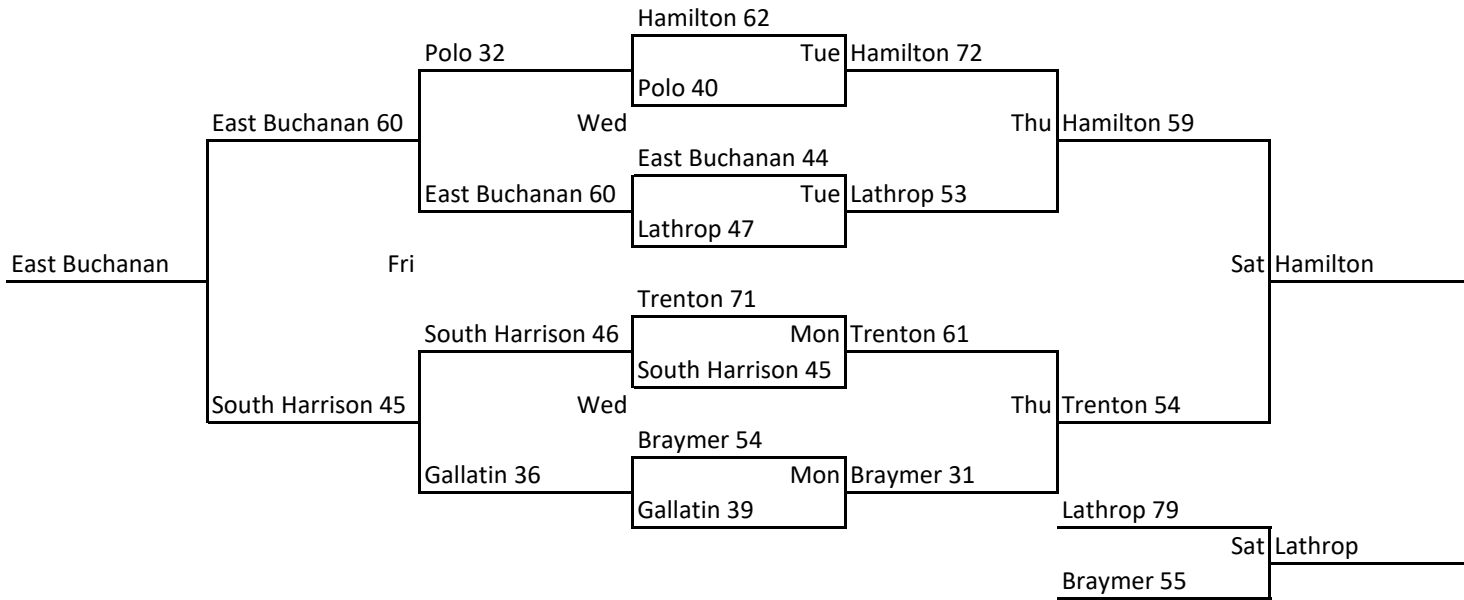 Hamilton 62
Polo 32
Tue
Hamilton 72
Polo 40
East Buchanan 60
Wed
Thu
Hamilton 59
East Buchanan 44
East Buchanan 60
Tue
Lathrop 53
Lathrop 47
East Buchanan
Fri
Sat
Hamilton
Trenton 71
South Harrison 46
Mon
Trenton 61
South Harrison 45
South Harrison 45
Wed
Thu
Trenton 54
Braymer 54
Gallatin 36
Mon
Braymer 31
Gallatin 39
Lathrop 79
Sat
Lathrop
Braymer 55